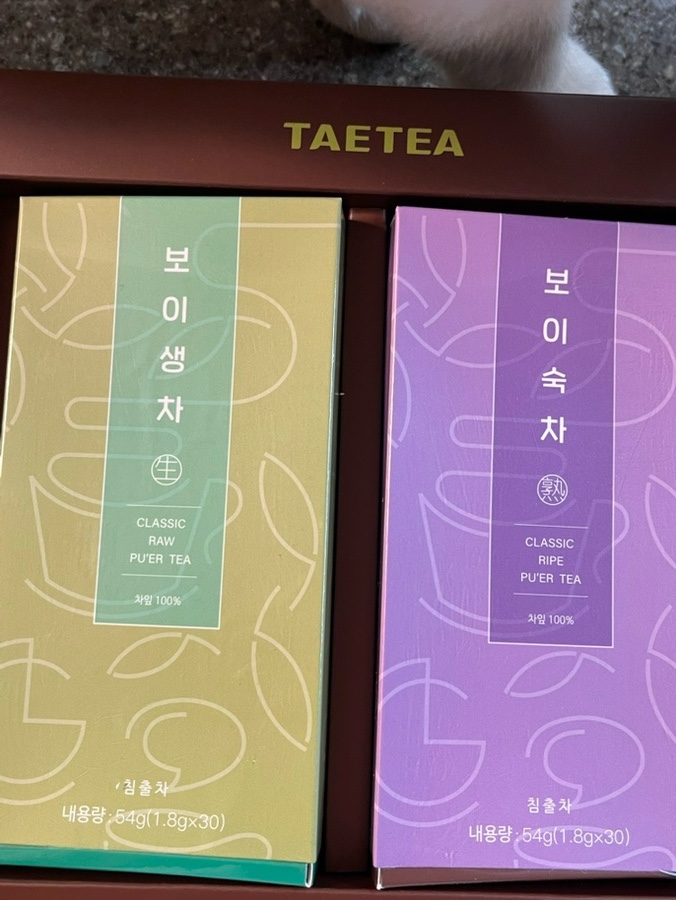 TAETEA
보이생차
生
CLASSIC
RAW
PU'ER TEA
차잎 100%
침출차
내용량:54g(1.8g×30)
보이숙차
熟
CLASSIC
RIPE
PU'ER TEA
차잎 100%
침출차
내용량:54g(1.8g×30)